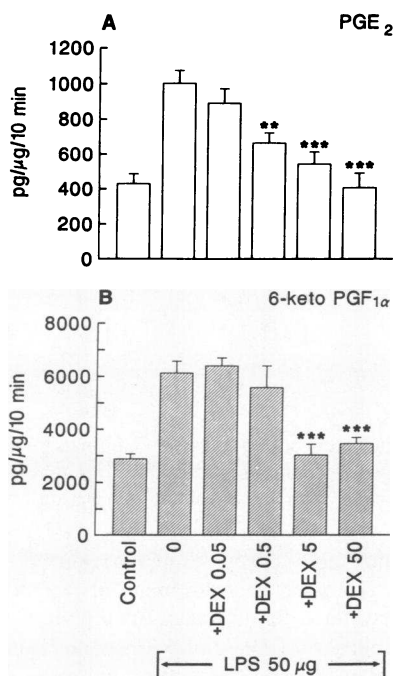 A
PGE 2
pg/μg/10 min
1200
1000
800
600
400
200
0
**
***
***
B
6-keto PGF1α
pg/μg/10 min
8000
6000
4000
2000
0
***
***
Control
0
+DEX 0.05
+DEX 0.5
+DEX 5
+DEX 50
LPS 50 μg